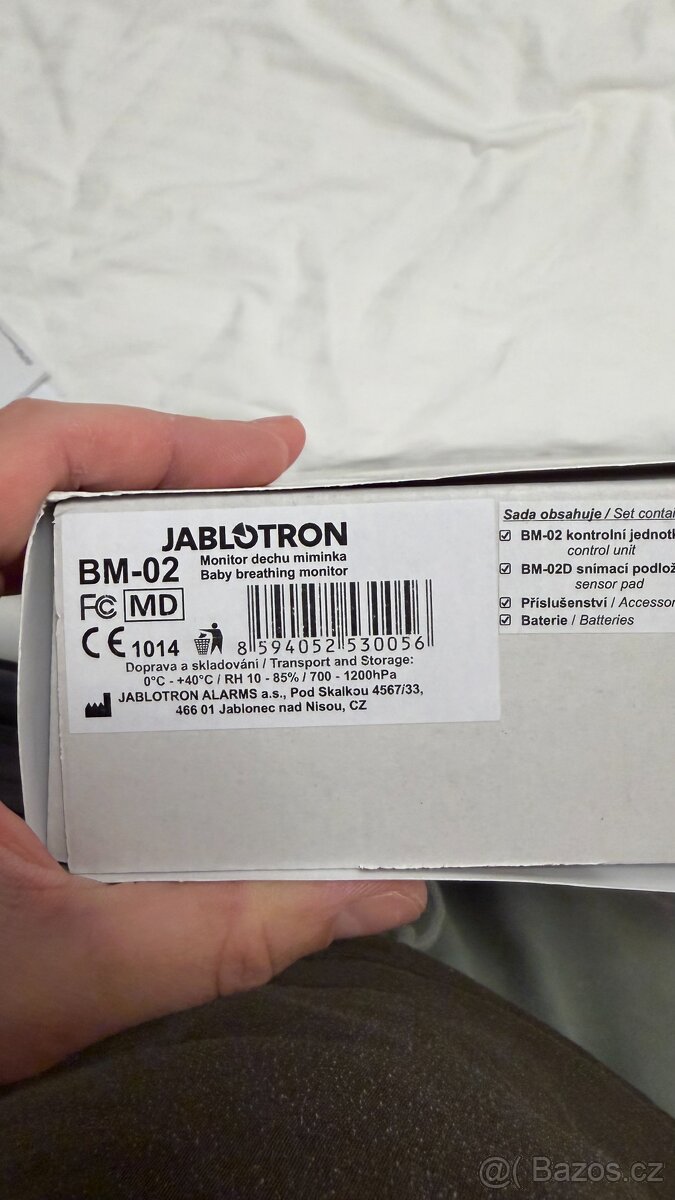 JABLOTRON
BM-02
Monitor dechu miminka
Baby breathing monitor
FC MD
CE 1014
8 594052 530056
Doprava a skladování / Transport and Storage:
0°C - +40°C / RH 10 - 85% / 700 - 1200hPa
JABLOTRON ALARMS a.s., Pod Skalkou 4567/33,
466 01 Jablonec nad Nisou, CZ
Sada obsahuje / Set contai
BM-02 kontrolní jednotk
control unit
BM-02D snímací podlož
sensor pad
Příslušenství / Accessor
Baterie / Batteries
@( Bazos.cz